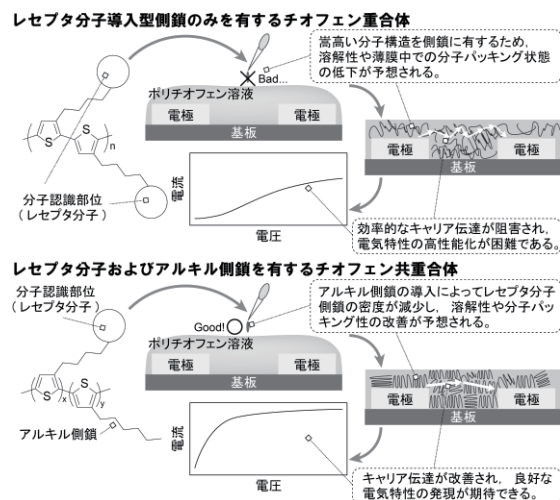 レセプタ分子導入型側鎖のみを有するチオフェン重合体
嵩高い分子構造を側鎖に有するため，
溶解性や薄膜中での分子パッキング状態
の低下が予想される。
Bad...
ポリチオフェン溶液
電極
電極
基板
S
S
n
分子認識部位
（レセプタ分子）
電極
電極
基板
電流
電圧
効率的なキャリア伝達が阻害され，
電気特性の高性能化が困難である。
レセプタ分子およびアルキル側鎖を有するチオフェン共重合体
分子認識部位
（レセプタ分子）
アルキル側鎖の導入によってレセプタ分子
側鎖の密度が減少し，溶解性や分子パッ
キング性の改善が予想される。
Good!
ポリチオフェン溶液
電極
電極
基板
S
x
S
y
アルキル側鎖
電極
電極
基板
電流
電圧
キャリア伝達が改善され，良好な
電気特性の発現が期待できる。